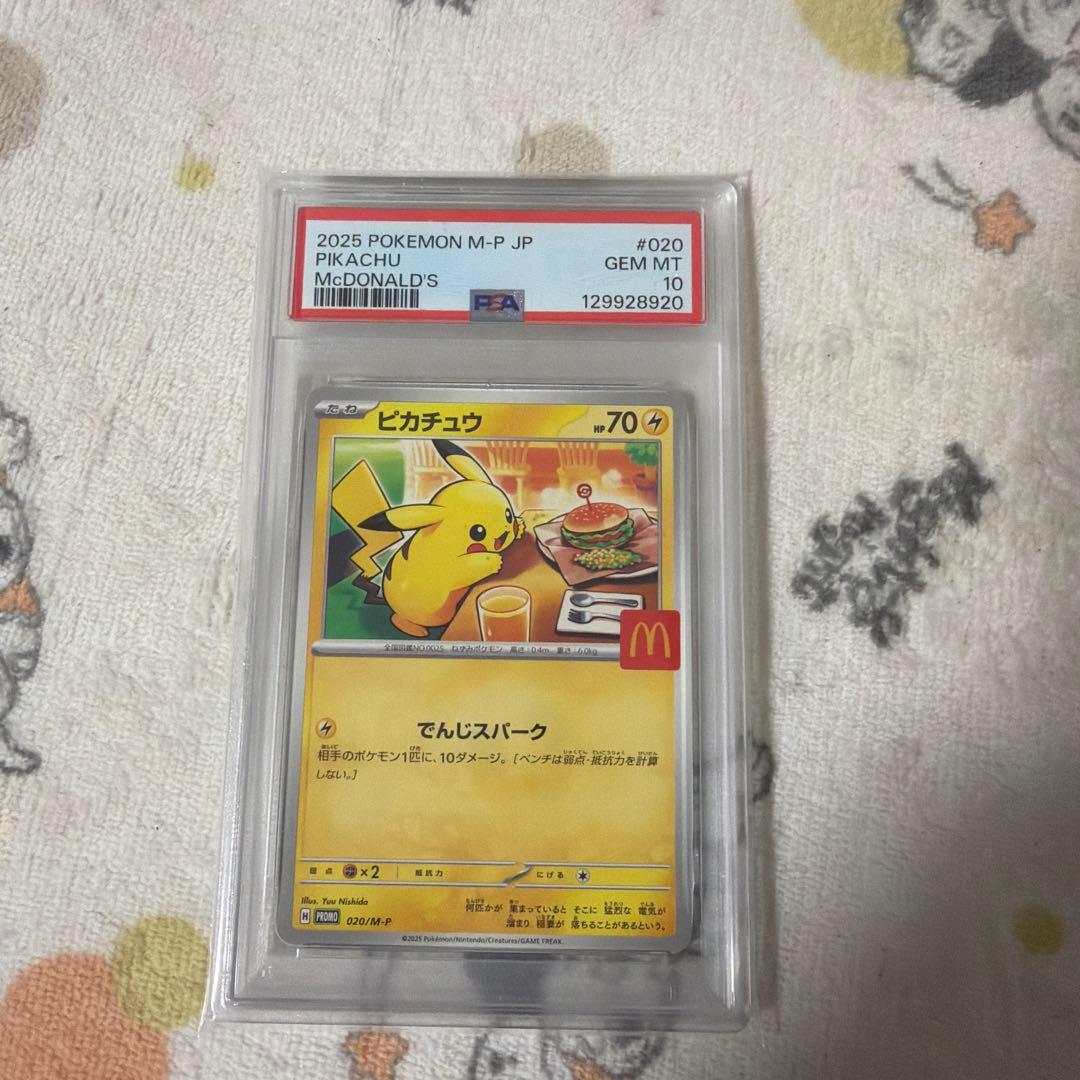 2025 POKEMON M-P JP #020
PIKACHU GEM MT
McDONALD'S 10
PSA 129928920
たね ピカチュウ HP70
全国図鑑NO.0025 ねずみポケモン 高さ:0.4m 重さ:6.0kg
でんじスパーク
相手のポケモン1匹に、10ダメージ。[ベンチは弱点・抵抗力を計算
しない。]
弱点 ×2 抵抗力 にげる
Illus. Yuu Nishida
何匹かが 集まっていると そこに 猛烈な 電気が
H PROMO 020/M-P
溜まり 稲妻が 落ちることがあるという。
©2025 Pokémon/Nintendo/Creatures/GAME FREAK.